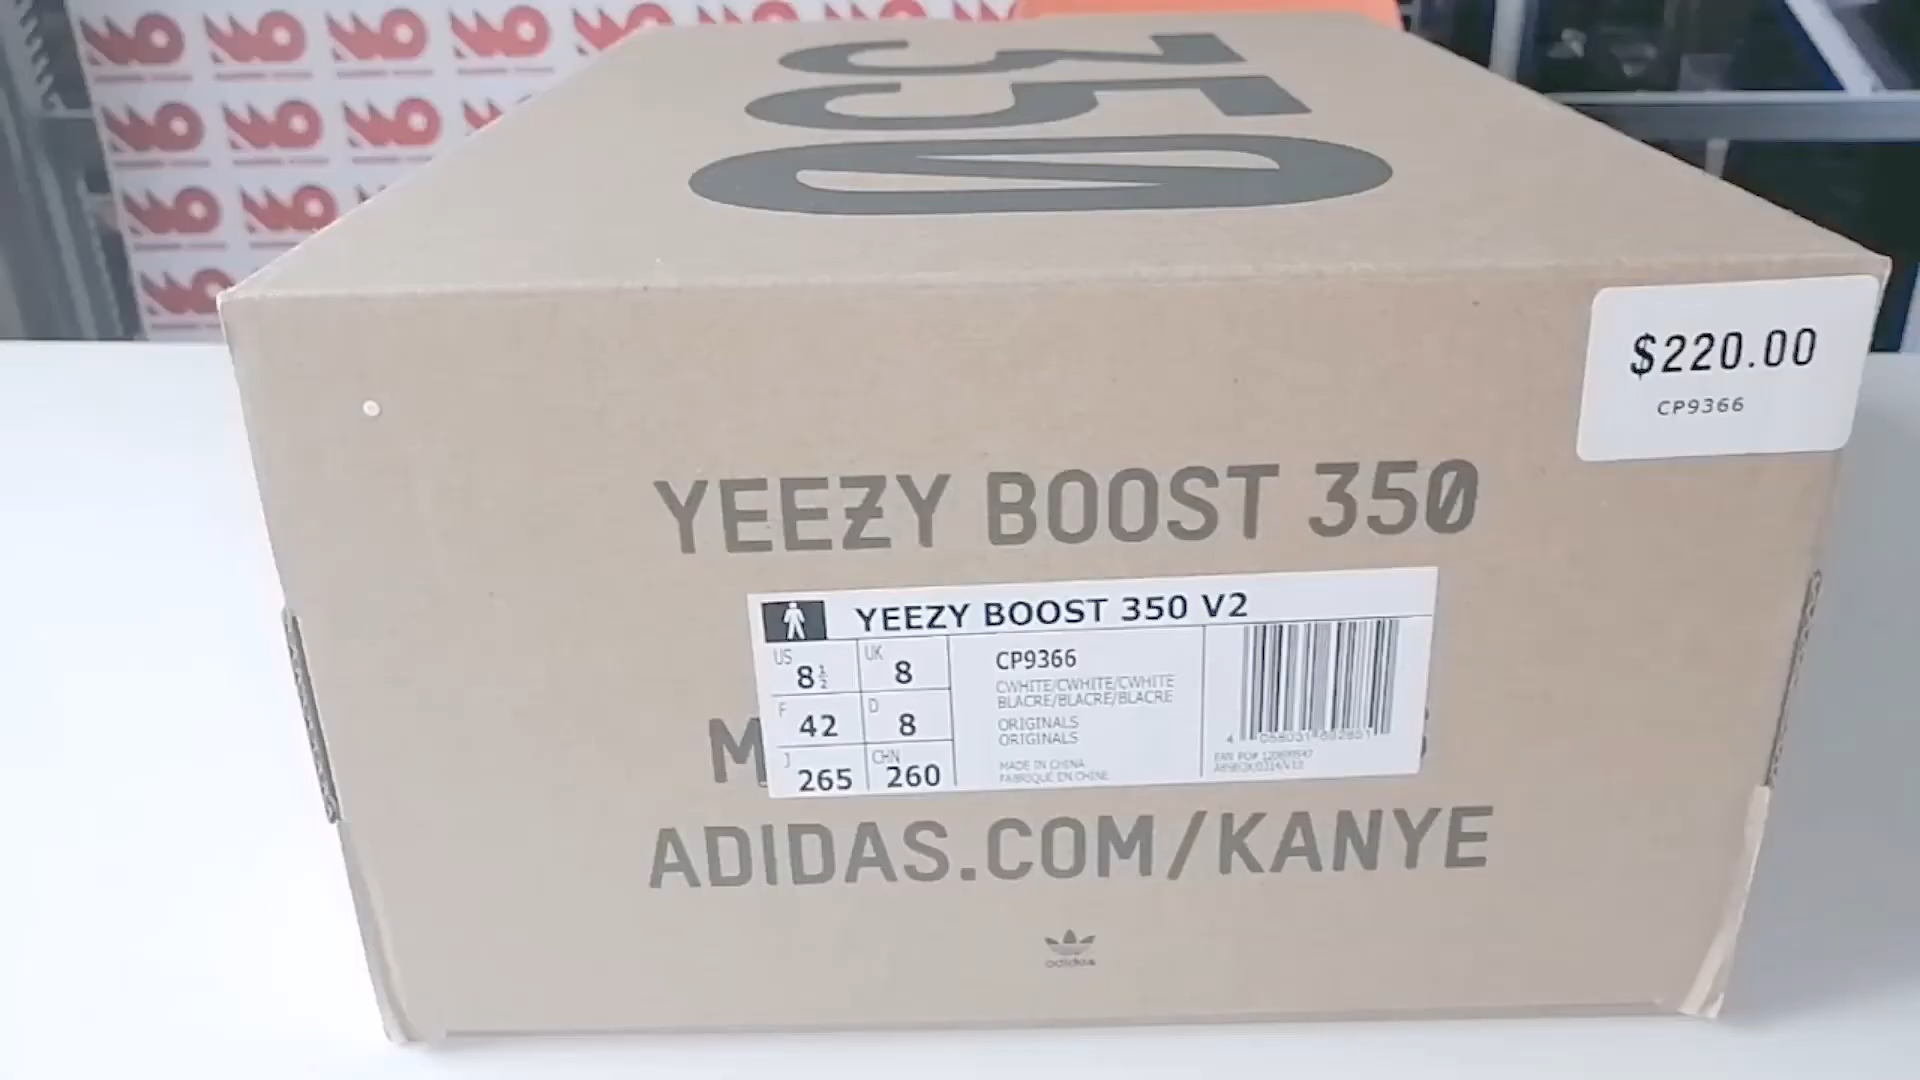 350
$220.00
CP9366
YEEZY BOOST 350
YEEZY BOOST 350 V2
US 8½ UK 8
F 42 D 8
J 265 CHN 260
CP9366
CWHITE/CWHITE/CWHITE
BLACRE/BLACRE/BLACRE
ORIGINALS
ORIGINALS
MADE IN CHINA
FABRIQUÉ EN CHINE
M
ADIDAS.COM/KANYE
adidas